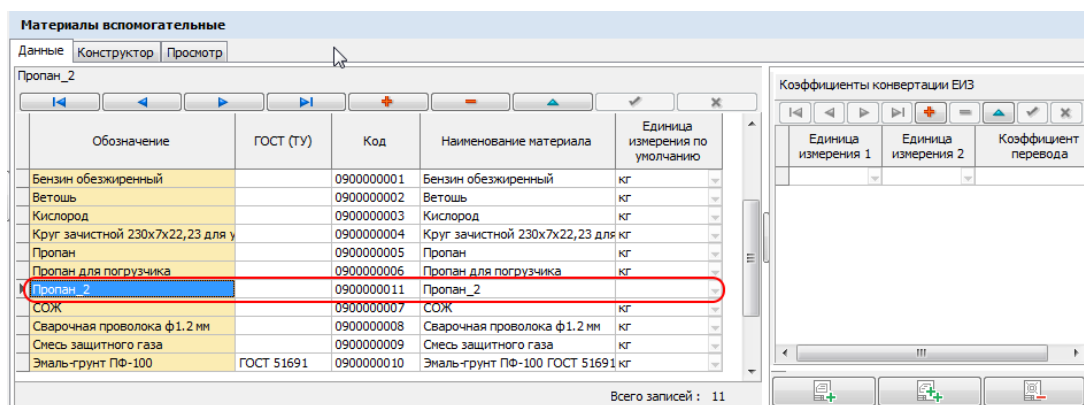 Материалы вспомогательные
Данные Конструктор Просмотр
Пропан_2
Обозначение ГОСТ (ТУ) Код Наименование материала Единица измерения по умолчанию
Бензин обезжиренный 0900000001 Бензин обезжиренный кг
Ветошь 0900000002 Ветошь кг
Кислород 0900000003 Кислород кг
Круг зачистной 230х7х22,23 для у 0900000004 Круг зачистной 230х7х22,23 для кг
Пропан 0900000005 Пропан кг
Пропан для погрузчика 0900000006 Пропан для погрузчика кг
Пропан_2 0900000011 Пропан_2
СОЖ 0900000007 СОЖ кг
Сварочная проволока ф1.2 мм 0900000008 Сварочная проволока ф1.2 мм кг
Смесь защитного газа 0900000009 Смесь защитного газа кг
Эмаль-грунт ПФ-100 ГОСТ 51691 0900000010 Эмаль-грунт ПФ-100 ГОСТ 51691 кг
Всего записей : 11
Коэффициенты конвертации ЕИЗ
Единица измерения 1 Единица измерения 2 Коэффициент перевода